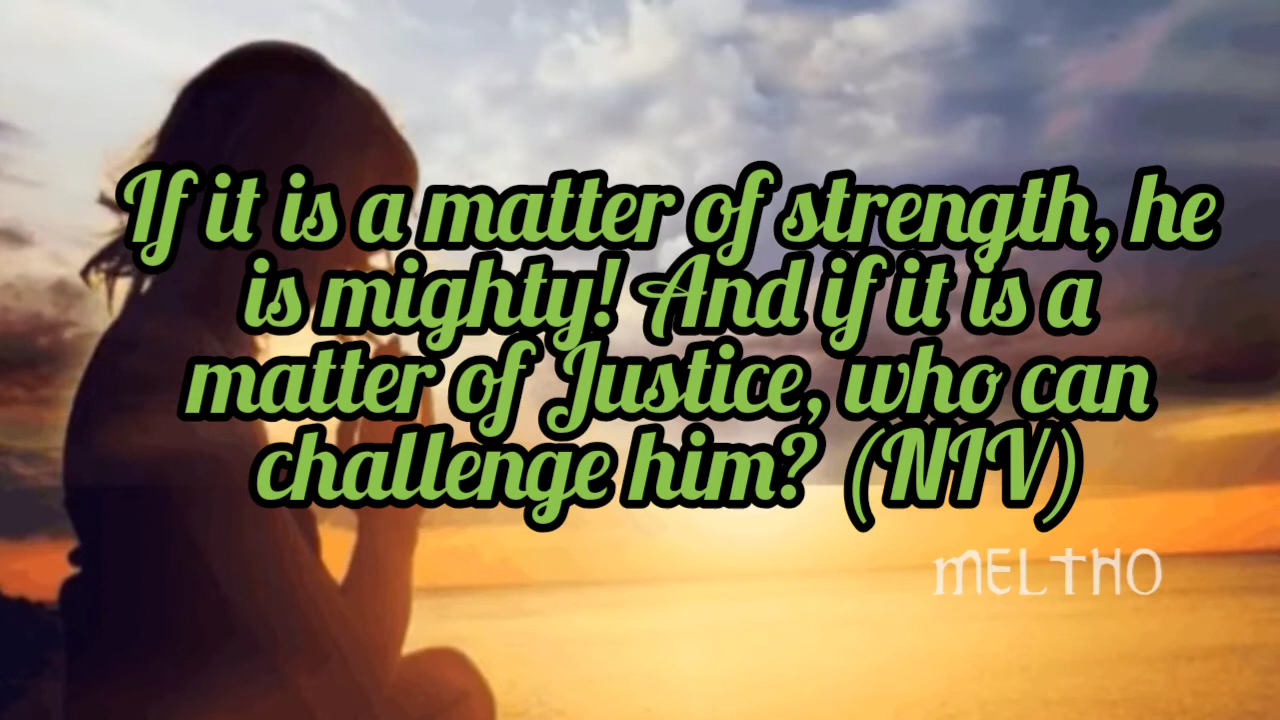 If it is a matter of strength, he
is mighty! And if it is a
matter of Justice, who can
challenge him? (NIV)
MELTHO